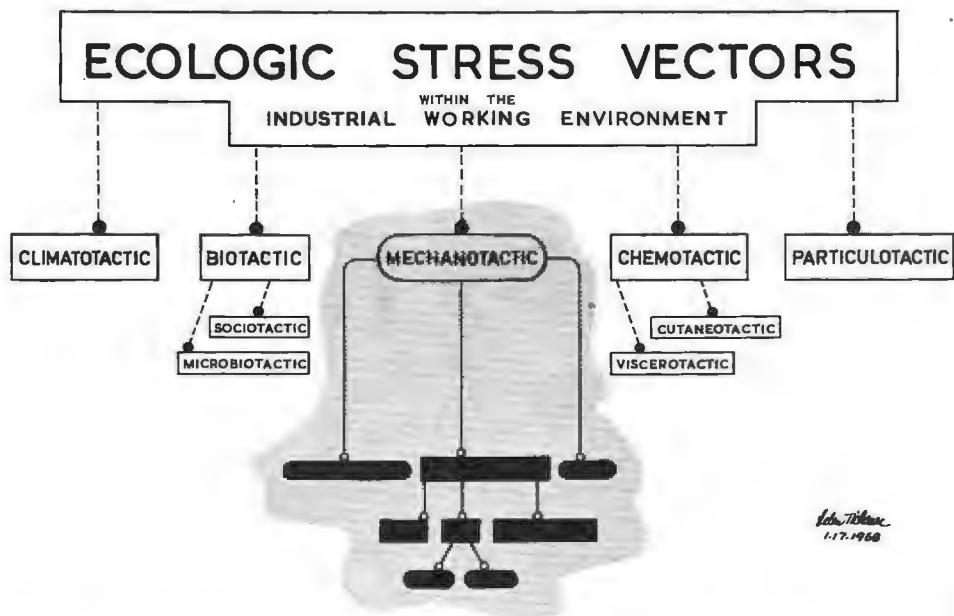 ECOLOGIC STRESS VECTORS
WITHIN THE
INDUSTRIAL WORKING ENVIRONMENT
CLIMATOTACTIC
BIOTACTIC
MECHANOTACTIC
CHEMOTACTIC
PARTICULOTACTIC
SOCIOTACTIC
CUTANEOTACTIC
MICROBIOTACTIC
VISCEROTACTIC
1-17-1968